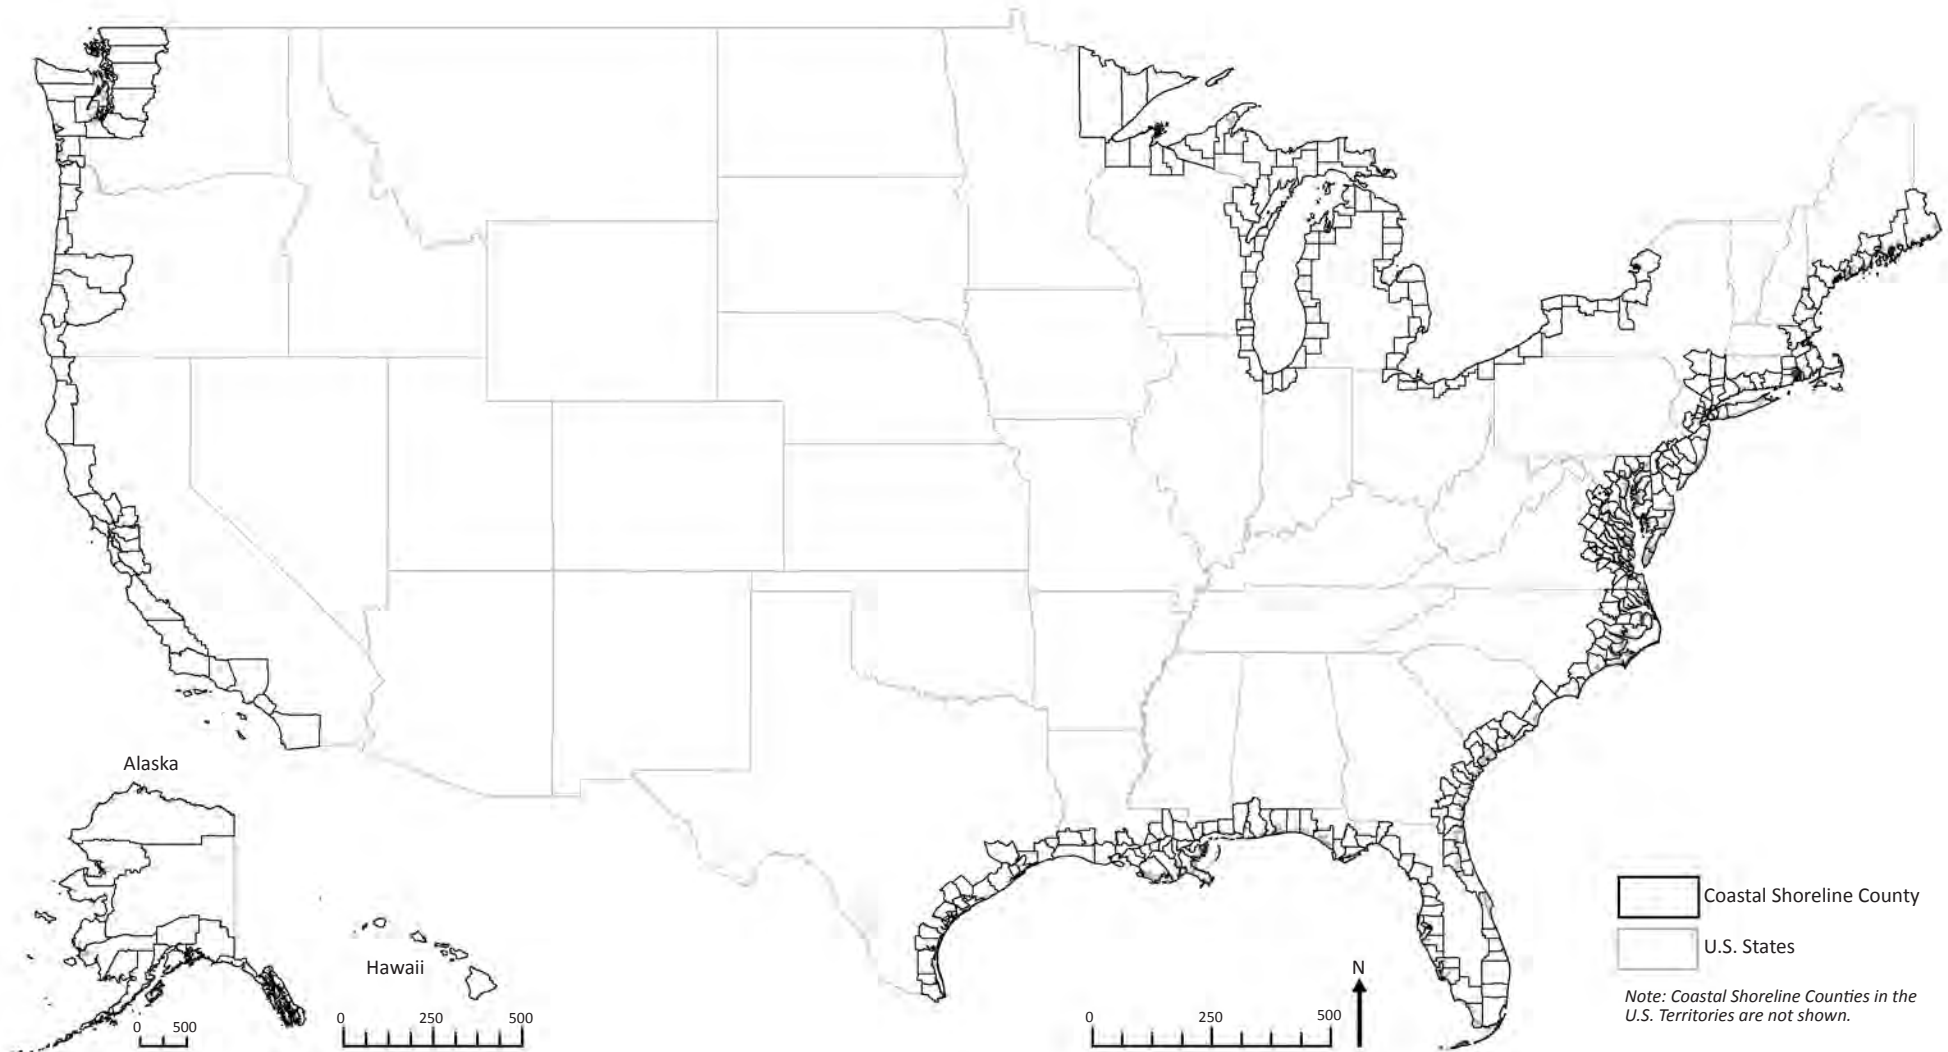 Alaska
Hawaii
0 500
0 250 500
0 250 500
N
Coastal Shoreline County
U.S. States
Note: Coastal Shoreline Counties in the
U.S. Territories are not shown.